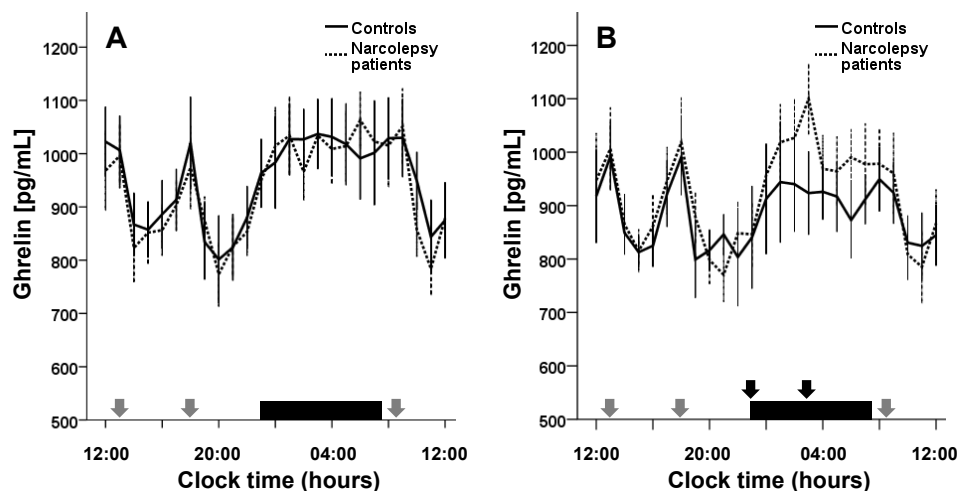 A
Controls
Narcolepsy
patients
Ghrelin [pg/mL]
1200
1100
1000
900
800
700
600
500
12:00
20:00
04:00
12:00
Clock time (hours)
B
Controls
Narcolepsy
patients
Ghrelin [pg/mL]
1200
1100
1000
900
800
700
600
500
12:00
20:00
04:00
12:00
Clock time (hours)